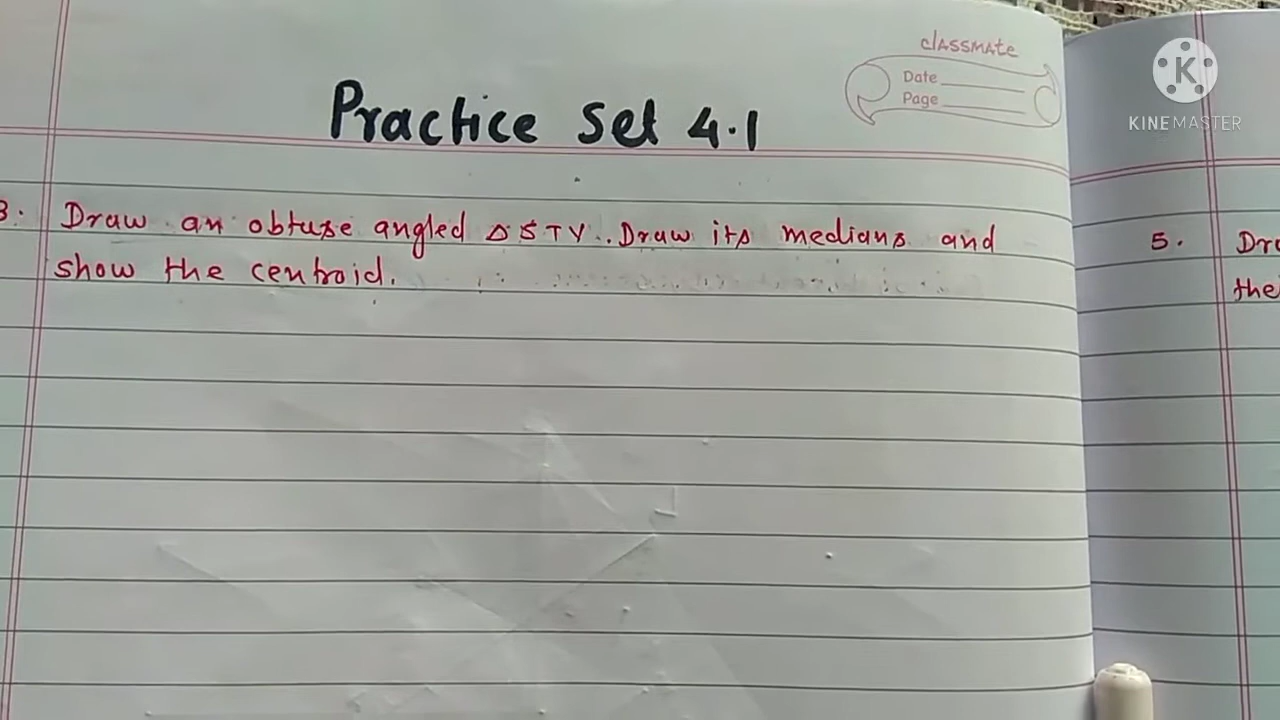 classmate
Date
Page
KINEMASTER
Practice Set 4.1
3. Draw an obtuse angled △STV. Draw its medians and
show the centroid.
5. Dra
the